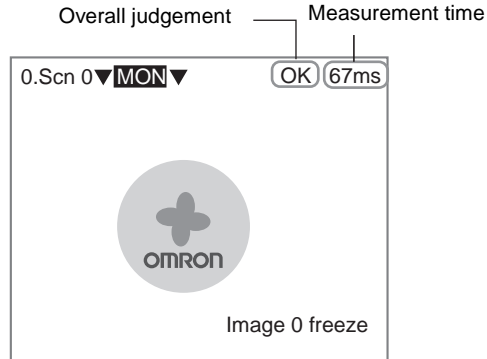 Overall judgement Measurement time
0.Scn 0▼ MON ▼ OK 67ms
OMRON
Image 0 freeze